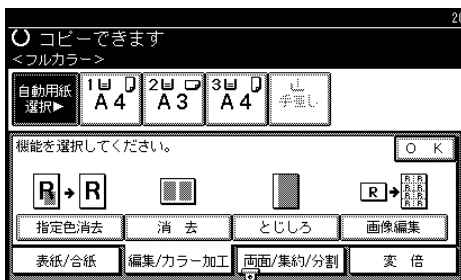 20
コピーできます
<フルカラー>
自動用紙
選択▶
1 A4
2 A3
3 A4
手差し
機能を選択してください。
OK
R→R
R→R R R R R R R R
指定色消去
消去
とじしろ
画像編集
表紙/合紙
編集/カラー加工
両面/集約/分割
変倍